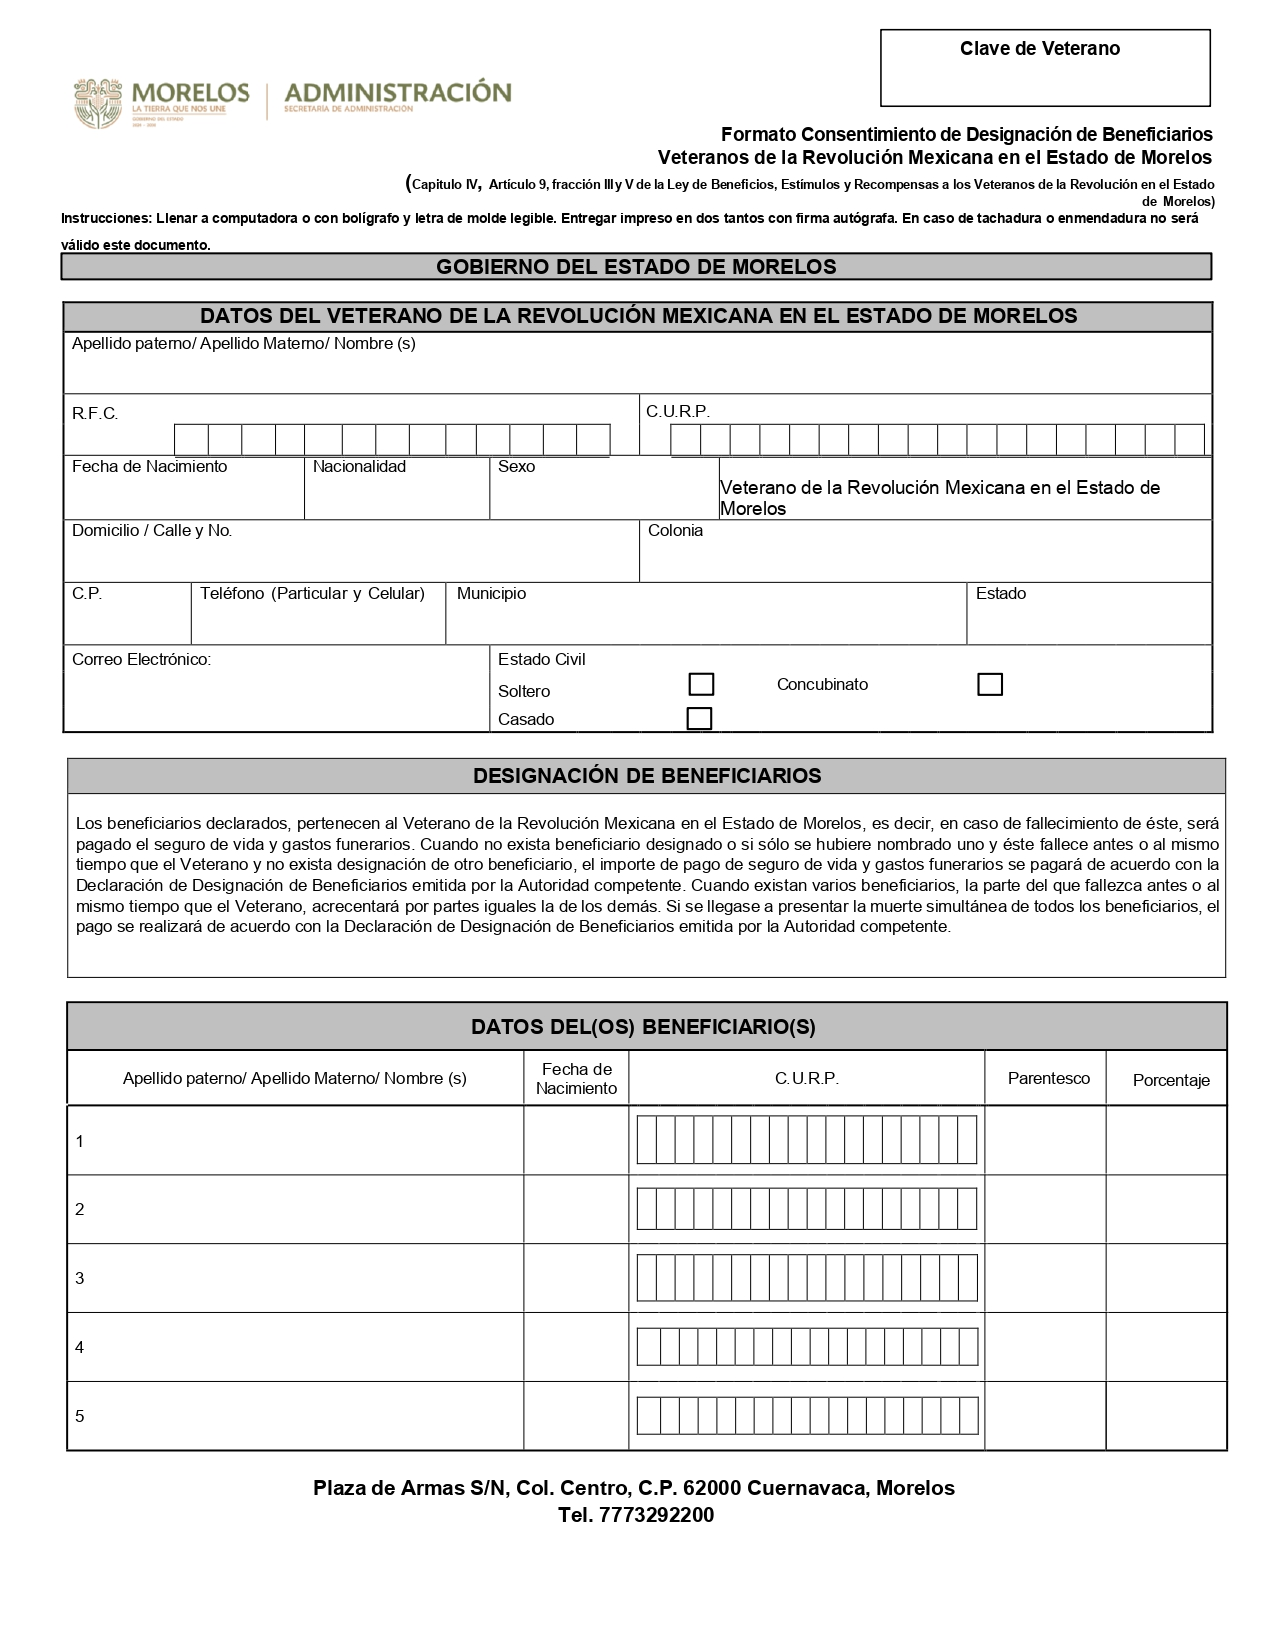 Clave de Veterano
MORELOS
LA TIERRA QUE NOS UNE
GOBIERNO DEL ESTADO
2024 - 2030
ADMINISTRACIÓN
SECRETARÍA DE ADMINISTRACIÓN
Formato Consentimiento de Designación de Beneficiarios
Veteranos de la Revolución Mexicana en el Estado de Morelos
(Capitulo IV, Artículo 9, fracción III y V de la Ley de Beneficios, Estímulos y Recompensas a los Veteranos de la Revolución en el Estado
de Morelos)
Instrucciones: Llenar a computadora o con bolígrafo y letra de molde legible. Entregar impreso en dos tantos con firma autógrafa. En caso de tachadura o enmendadura no será
válido este documento.
GOBIERNO DEL ESTADO DE MORELOS
DATOS DEL VETERANO DE LA REVOLUCIÓN MEXICANA EN EL ESTADO DE MORELOS
Apellido paterno/ Apellido Materno/ Nombre (s)
R.F.C.
C.U.R.P.
Fecha de Nacimiento
Nacionalidad
Sexo
Veterano de la Revolución Mexicana en el Estado de
Morelos
Domicilio / Calle y No.
Colonia
C.P.
Teléfono (Particular y Celular)
Municipio
Estado
Correo Electrónico:
Estado Civil
Soltero
Concubinato
Casado
DESIGNACIÓN DE BENEFICIARIOS
Los beneficiarios declarados, pertenecen al Veterano de la Revolución Mexicana en el Estado de Morelos, es decir, en caso de fallecimiento de éste, será
pagado el seguro de vida y gastos funerarios. Cuando no exista beneficiario designado o si sólo se hubiere nombrado uno y éste fallece antes o al mismo
tiempo que el Veterano y no exista designación de otro beneficiario, el importe de pago de seguro de vida y gastos funerarios se pagará de acuerdo con la
Declaración de Designación de Beneficiarios emitida por la Autoridad competente. Cuando existan varios beneficiarios, la parte del que fallezca antes o al
mismo tiempo que el Veterano, acrecentará por partes iguales la de los demás. Si se llegase a presentar la muerte simultánea de todos los beneficiarios, el
pago se realizará de acuerdo con la Declaración de Designación de Beneficiarios emitida por la Autoridad competente.
DATOS DEL(OS) BENEFICIARIO(S)
Apellido paterno/ Apellido Materno/ Nombre (s)
Fecha de
Nacimiento
C.U.R.P.
Parentesco
Porcentaje
1
2
3
4
5
Plaza de Armas S/N, Col. Centro, C.P. 62000 Cuernavaca, Morelos
Tel. 7773292200